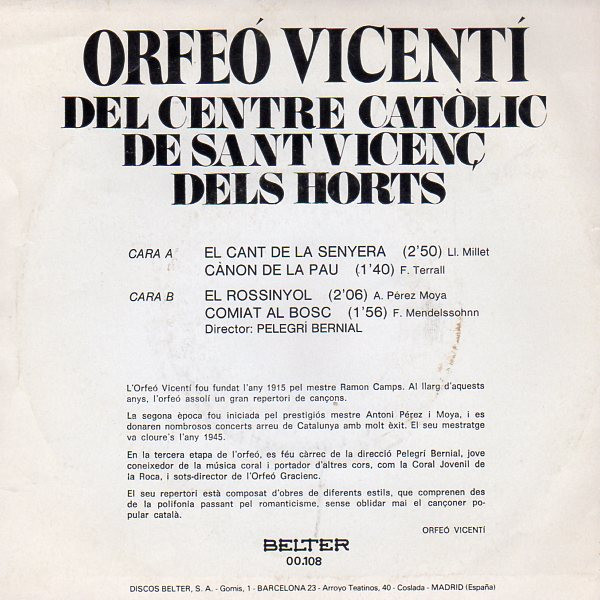 ORFEÓ VICENTÍ
DEL CENTRE CATÒLIC
DE SANT VICENÇ
DELS HORTS
CARA A EL CANT DE LA SENYERA (2'50) Ll. Millet
CÀNON DE LA PAU (1'40) F. Terrall
CARA B EL ROSSINYOL (2'06) A. Pérez Moya
COMIAT AL BOSC (1'56) F. Mendelssohnn
Director: PELEGRÍ BERNIAL
L'Orfeó Vicentí fou fundat l'any 1915 pel mestre Ramon Camps. Al llarg d'aquests
anys, l'orfeó assolí un gran repertori de cançons.
La segona època fou iniciada pel prestigiós mestre Antoni Pérez i Moya, i es
donaren nombrosos concerts arreu de Catalunya amb molt èxit. El seu mestratge
va cloure's l'any 1945.
En la tercera etapa de l'orfeó, es féu càrrec de la direcció Pelegrí Bernial, jove
coneixedor de la música coral i portador d'altres cors, com la Coral Jovenil de
la Roca, i sots-director de l'Orfeó Gracienc.
El seu repertori està composat d'obres de diferents estils, que comprenen des
de la polifonia passant pel romanticisme, sense oblidar mai el cançoner po-
pular català.
ORFEÓ VICENTÍ
BELTER
00.108
DISCOS BELTER, S. A. - Gomis, 1 - BARCELONA 23 - Arroyo Teatinos, 40 - Coslada - MADRID (España)